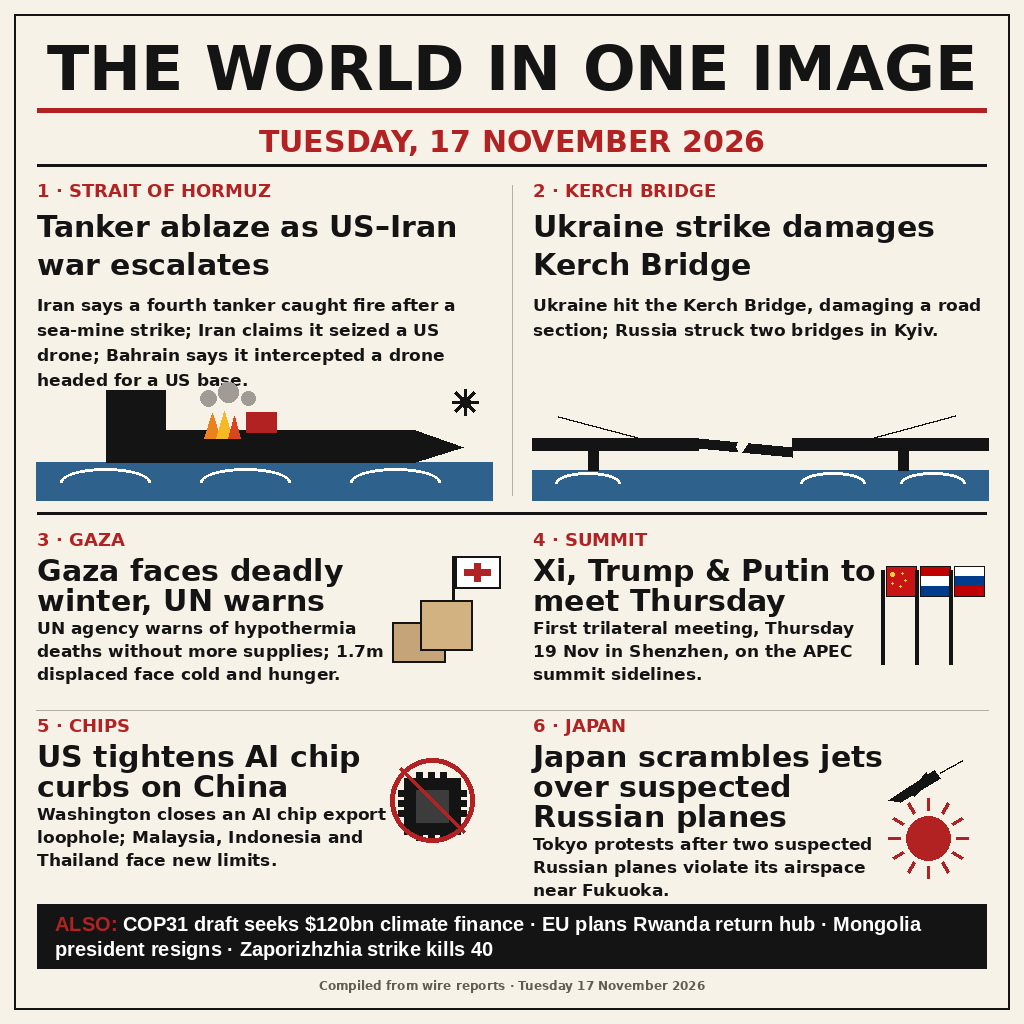 THE WORLD IN ONE IMAGE
TUESDAY, 17 NOVEMBER 2026
1 · STRAIT OF HORMUZ
Tanker ablaze as US–Iran
war escalates
Iran says a fourth tanker caught fire after a
sea-mine strike; Iran claims it seized a US
drone; Bahrain says it intercepted a drone
headed for a US base.
2 · KERCH BRIDGE
Ukraine strike damages
Kerch Bridge
Ukraine hit the Kerch Bridge, damaging a road
section; Russia struck two bridges in Kyiv.
3 · GAZA
Gaza faces deadly
winter, UN warns
UN agency warns of hypothermia
deaths without more supplies; 1.7m
displaced face cold and hunger.
4 · SUMMIT
Xi, Trump & Putin to
meet Thursday
First trilateral meeting, Thursday
19 Nov in Shenzhen, on the APEC
summit sidelines.
5 · CHIPS
US tightens AI chip
curbs on China
Washington closes an AI chip export
loophole; Malaysia, Indonesia and
Thailand face new limits.
6 · JAPAN
Japan scrambles jets
over suspected
Russian planes
Tokyo protests after two suspected
Russian planes violate its airspace
near Fukuoka.
ALSO: COP31 draft seeks $120bn climate finance · EU plans Rwanda return hub · Mongolia
president resigns · Zaporizhzhia strike kills 40
Compiled from wire reports · Tuesday 17 November 2026